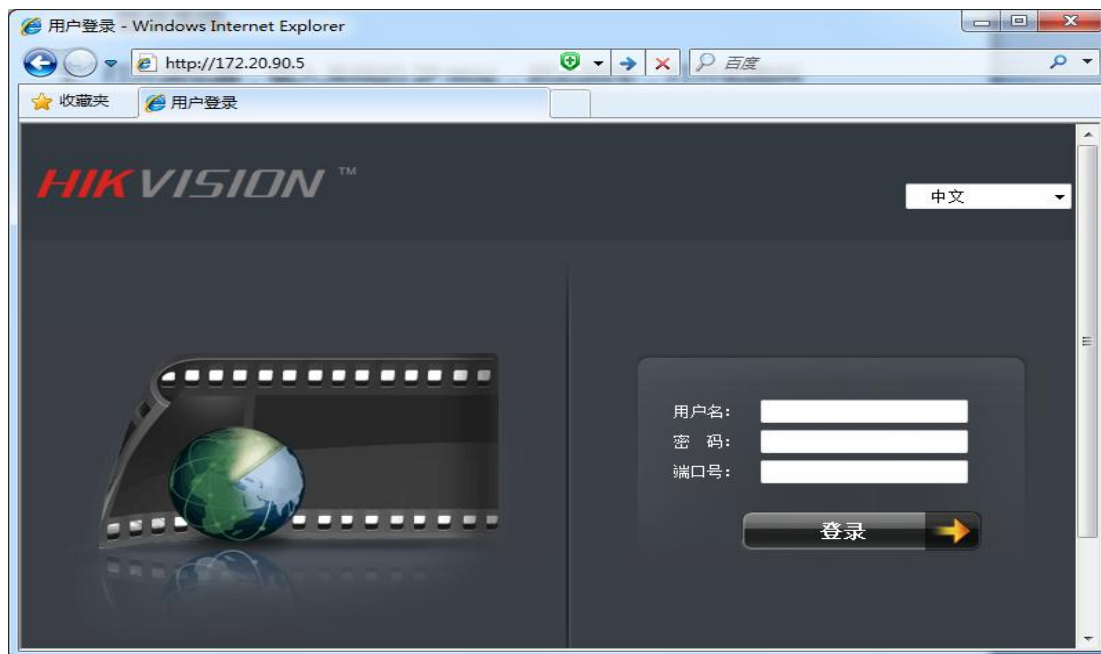 用户登录 - Windows Internet Explorer
http://172.20.90.5
百度
收藏夹
用户登录
HIKVISION ™
中文
用户名:
密 码:
端口号:
登录